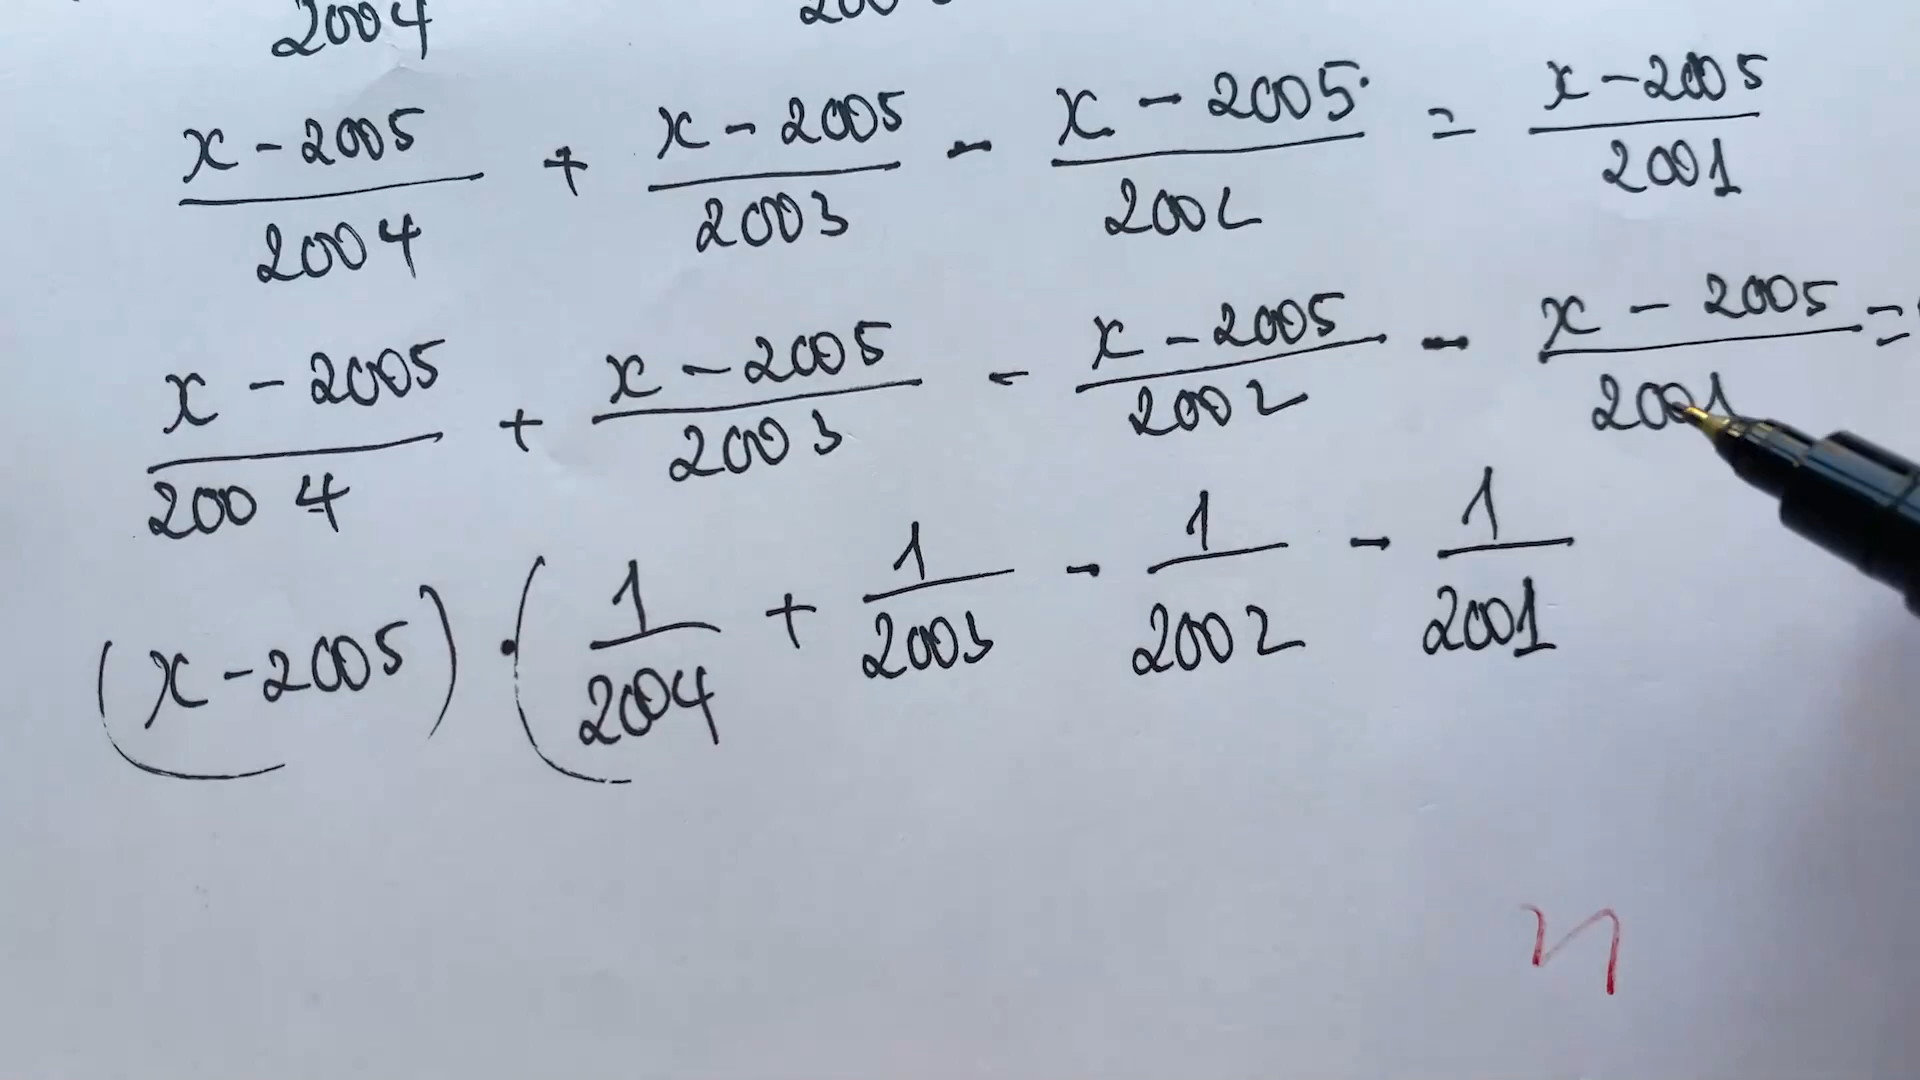 2004
x - 2005 / 2004 + x - 2005 / 2003 - x - 2005 / 2002 = x - 2005 / 2001
x - 2005 / 2004 + x - 2005 / 2003 - x - 2005 / 2002 - x - 2005 / 2001 =
(x - 2005) · ( 1 / 2004 + 1 / 2003 - 1 / 2002 - 1 / 2001